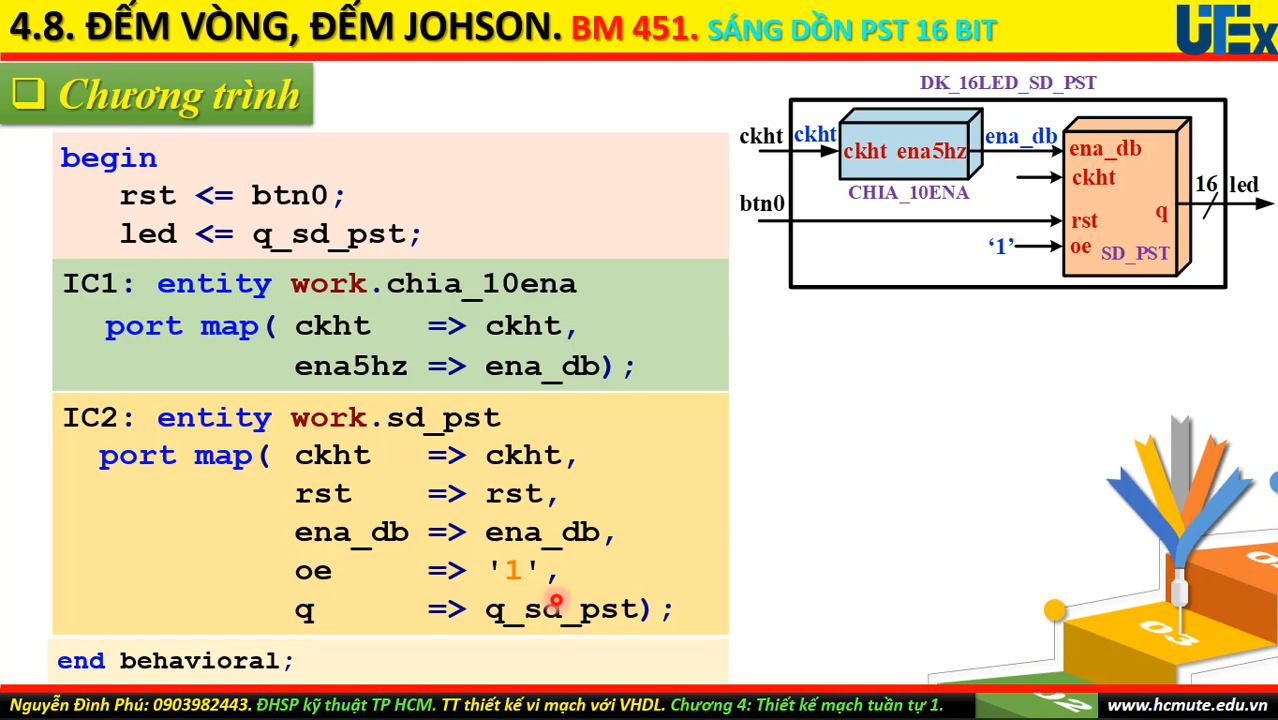 4.8. ĐẾM VÒNG, ĐẾM JOHSON. BM 451. SÁNG DỒN PST 16 BIT
UTEx
❑ Chương trình
begin
rst <= btn0;
led <= q_sd_pst;
IC1: entity work.chia_10ena
port map( ckht => ckht,
ena5hz => ena_db);
IC2: entity work.sd_pst
port map( ckht => ckht,
rst => rst,
ena_db => ena_db,
oe => '1',
q => q_sd_pst);
end behavioral;
DK_16LED_SD_PST
ckht ckht ckht ena5hz ena_db ena_db
CHIA_10ENA
ckht
16 led
btn0 rst q
‘1’ oe SD_PST
03
02
Nguyễn Đình Phú: 0903982443. ĐHSP kỹ thuật TP HCM. TT thiết kế vi mạch với VHDL. Chương 4: Thiết kế mạch tuần tự 1. www.hcmute.edu.vn